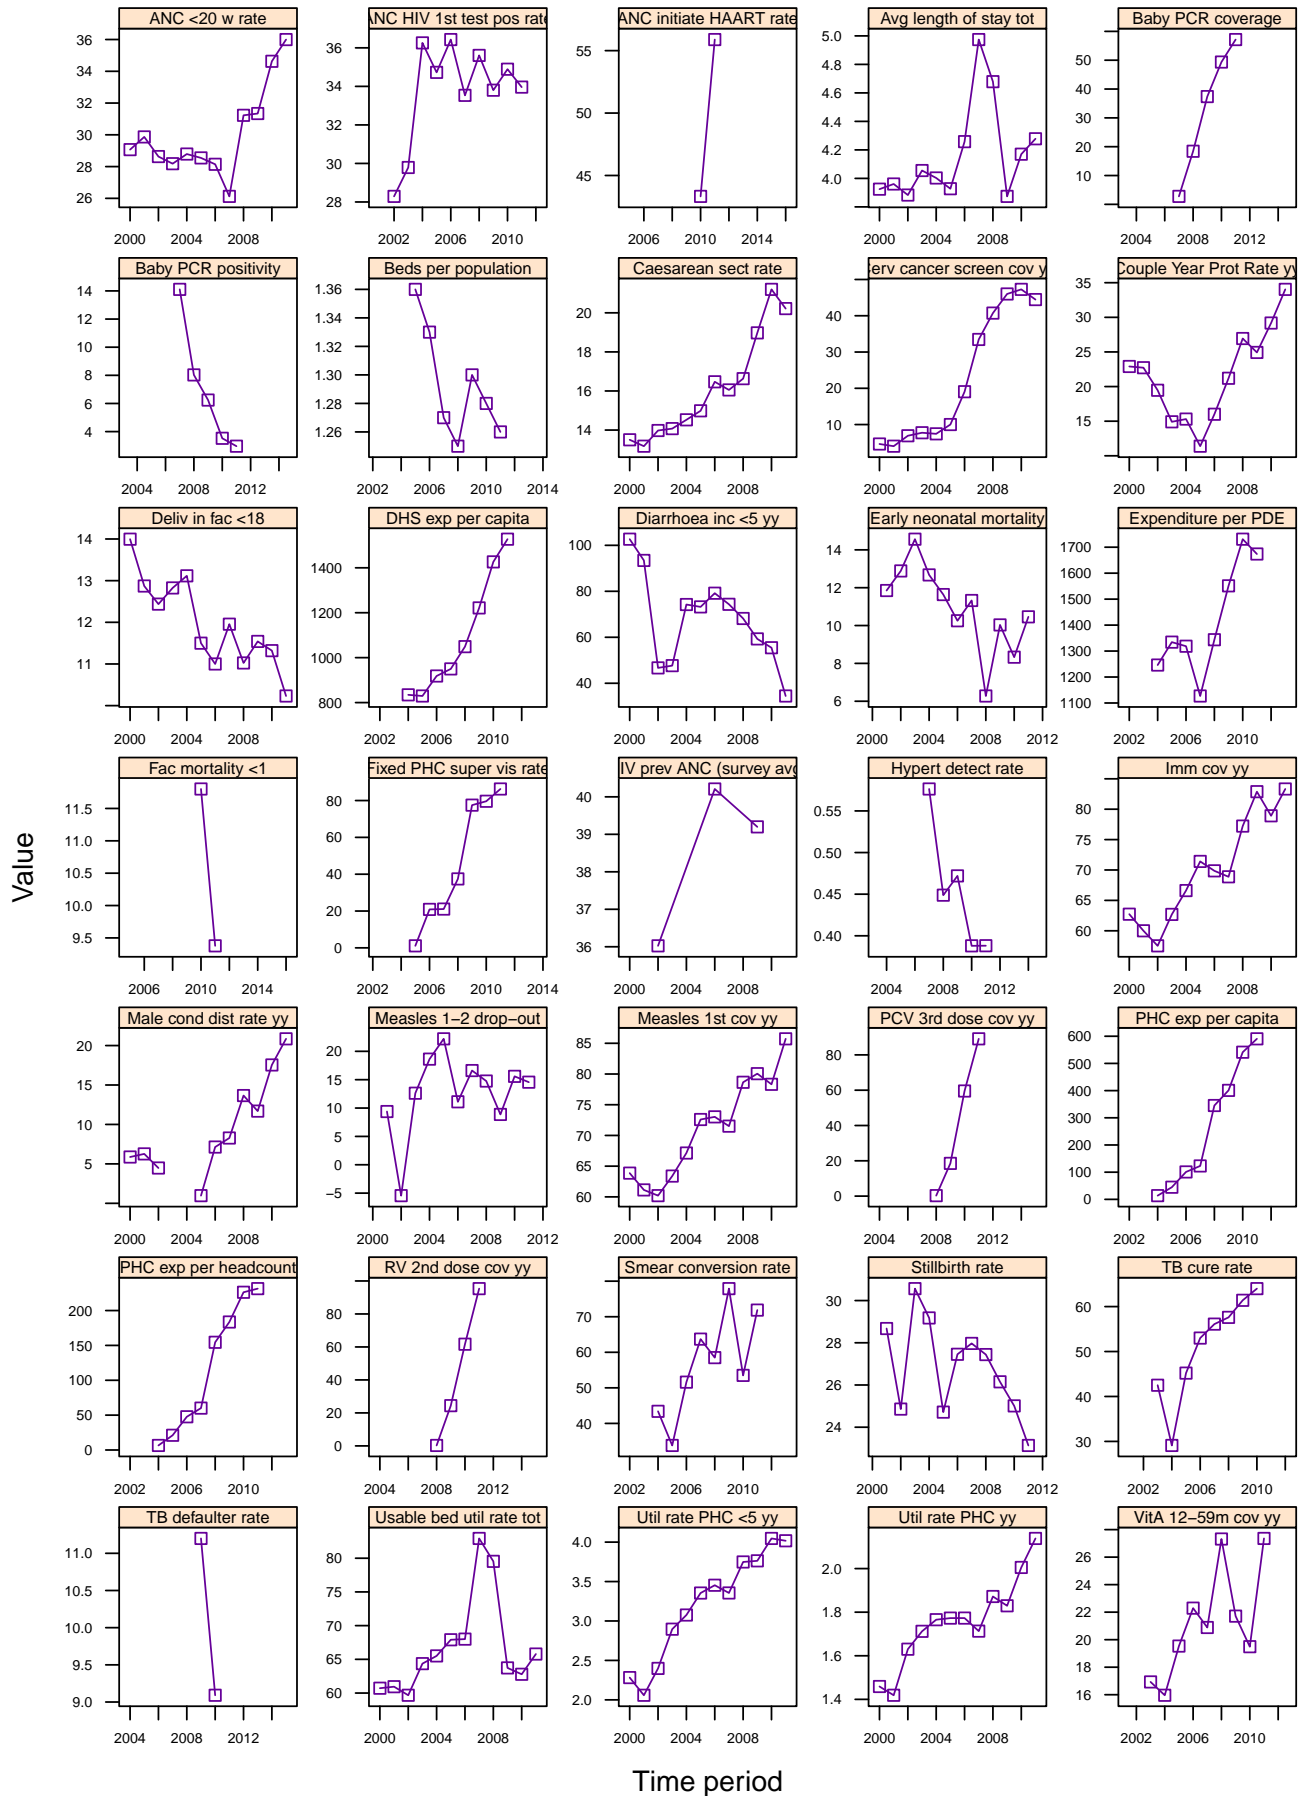 ANC <20 w rate
36
34
32
30
28
26
2000 2004 2008
ANC HIV 1st test pos rate
36
34
32
30
28
2002 2006 2010
ANC initiate HAART rate
55
50
45
2006 2010 2014
Avg length of stay tot
5.0
4.8
4.6
4.4
4.2
4.0
2000 2004 2008
Baby PCR coverage
50
40
30
20
10
2004 2008 2012
Baby PCR positivity
14
12
10
8
6
4
2004 2008 2012
Beds per population
1.36
1.34
1.32
1.30
1.28
1.26
2002 2006 2010 2014
Caesarean sect rate
20
18
16
14
2000 2004 2008
erv cancer screen cov y
40
30
20
10
2000 2004 2008
Couple Year Prot Rate yy
35
30
25
20
15
2000 2004 2008
Deliv in fac <18
14
13
12
11
2000 2004 2008
DHS exp per capita
1400
1200
1000
800
2002 2006 2010
Diarrhoea inc <5 yy
100
80
60
40
2000 2004 2008
Early neonatal mortality
14
12
10
8
6
2000 2004 2008 2012
Expenditure per PDE
1700
1600
1500
1400
1300
1200
1100
2002 2006 2010
Value
Fac mortality <1
11.5
11.0
10.5
10.0
9.5
2006 2010 2014
Fixed PHC super vis rate
80
60
40
20
0
2002 2006 2010 2014
IV prev ANC (survey avg
40
39
38
37
36
2000 2004 2008
Hypert detect rate
0.55
0.50
0.45
0.40
2006 2010 2014
Imm cov yy
80
70
60
2000 2004 2008
Male cond dist rate yy
20
15
10
5
2000 2004 2008
Measles 1−2 drop−out
20
15
10
5
0
−5
2000 2004 2008 2012
Measles 1st cov yy
85
80
75
70
65
60
2000 2004 2008
PCV 3rd dose cov yy
80
60
40
20
0
2004 2008 2012
PHC exp per capita
600
500
400
300
200
100
0
2002 2006 2010
PHC exp per headcount
200
150
100
50
0
2002 2006 2010
RV 2nd dose cov yy
80
60
40
20
0
2004 2008 2012
Smear conversion rate
70
60
50
40
2002 2006 2010
Stillbirth rate
30
28
26
24
2000 2004 2008 2012
TB cure rate
60
50
40
30
2002 2006 2010
TB defaulter rate
11.0
10.5
10.0
9.5
9.0
2004 2008 2012
Usable bed util rate tot
80
75
70
65
60
2000 2004 2008
Util rate PHC <5 yy
4.0
3.5
3.0
2.5
2.0
2000 2004 2008
Util rate PHC yy
2.0
1.8
1.6
1.4
2000 2004 2008
VitA 12−59m cov yy
26
24
22
20
18
16
2002 2006 2010
Time period